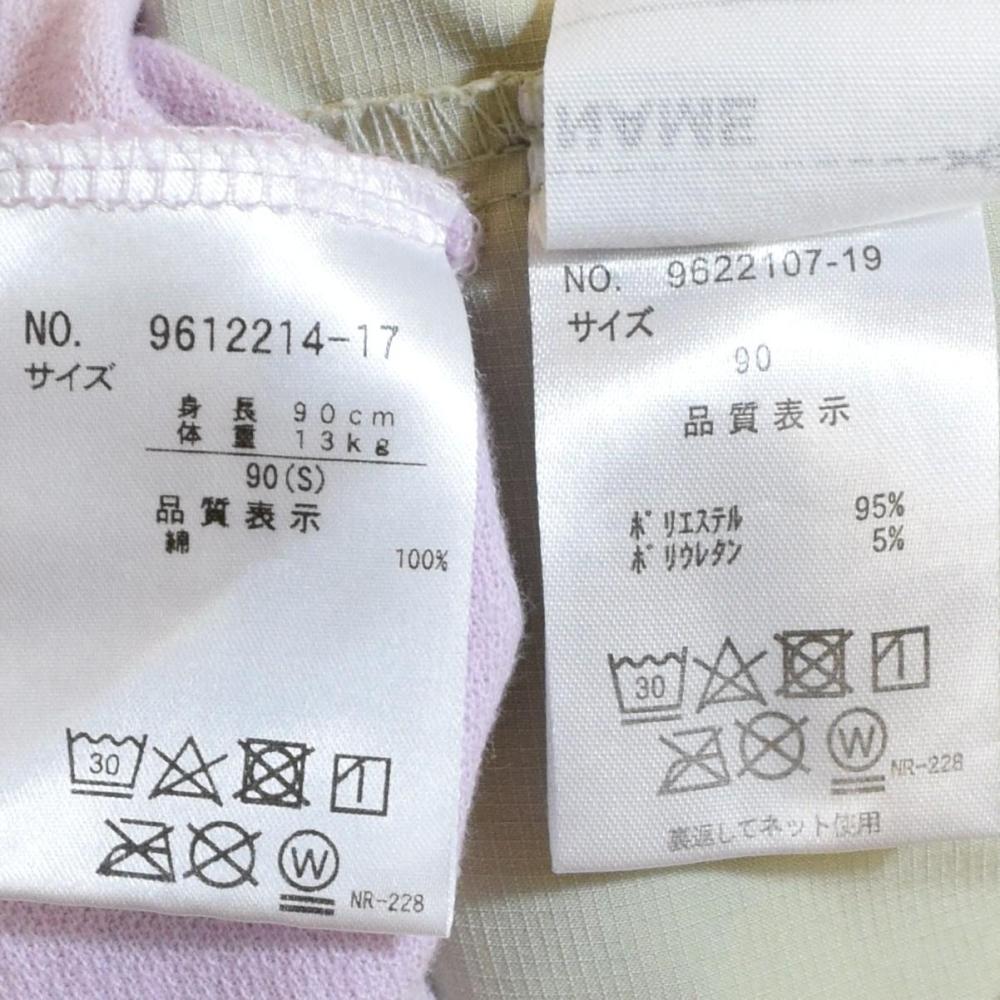 NO. 9612214-17
サイズ
身長 90cm
体重 13kg
90(S)
品質表示
綿 100%
30
W
NR-228
NAME
NO. 9622107-19
サイズ
90
品質表示
ポリエステル 95%
ポリウレタン 5%
30
W
NR-228
裏返してネット使用